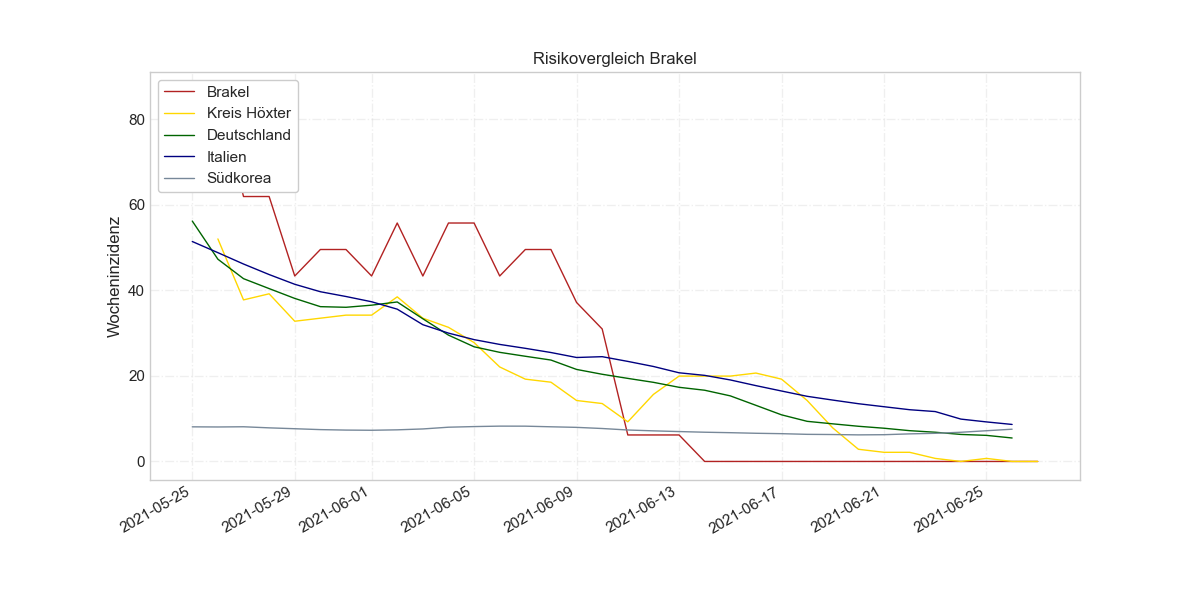 Risikovergleich Brakel
Brakel
Kreis Höxter
Deutschland
Italien
Südkorea
Wocheninzidenz
80
60
40
20
0
2021-05-25
2021-05-29
2021-06-01
2021-06-05
2021-06-09
2021-06-13
2021-06-17
2021-06-21
2021-06-25